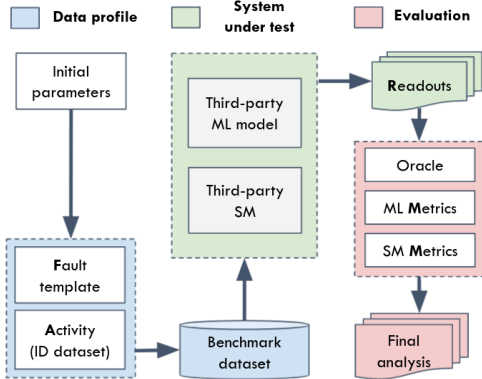 Data profile
System
under test
Evaluation
Initial
parameters
Third-party
ML model
Third-party
SM
Readouts
Oracle
ML Metrics
SM Metrics
Fault
template
Activity
(ID dataset)
Benchmark
dataset
Final
analysis